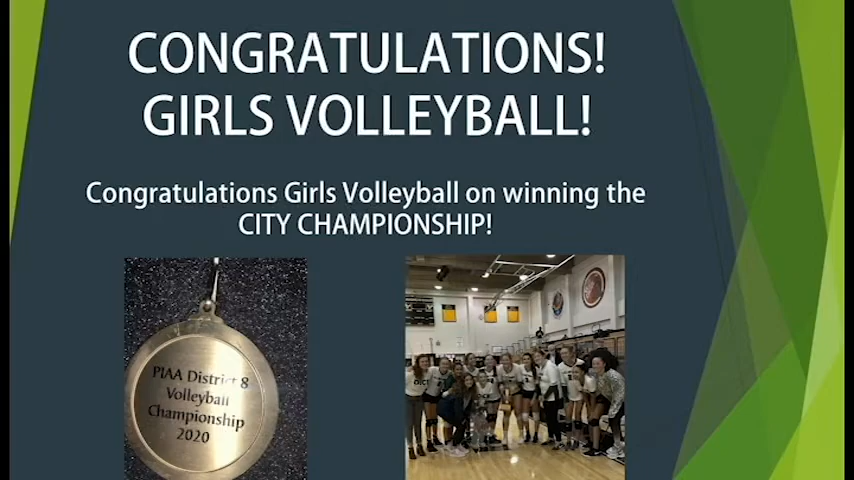 CONGRATULATIONS!
GIRLS VOLLEYBALL!
Congratulations Girls Volleyball on winning the
CITY CHAMPIONSHIP!
PIAA District 8
Volleyball
Championship
2020